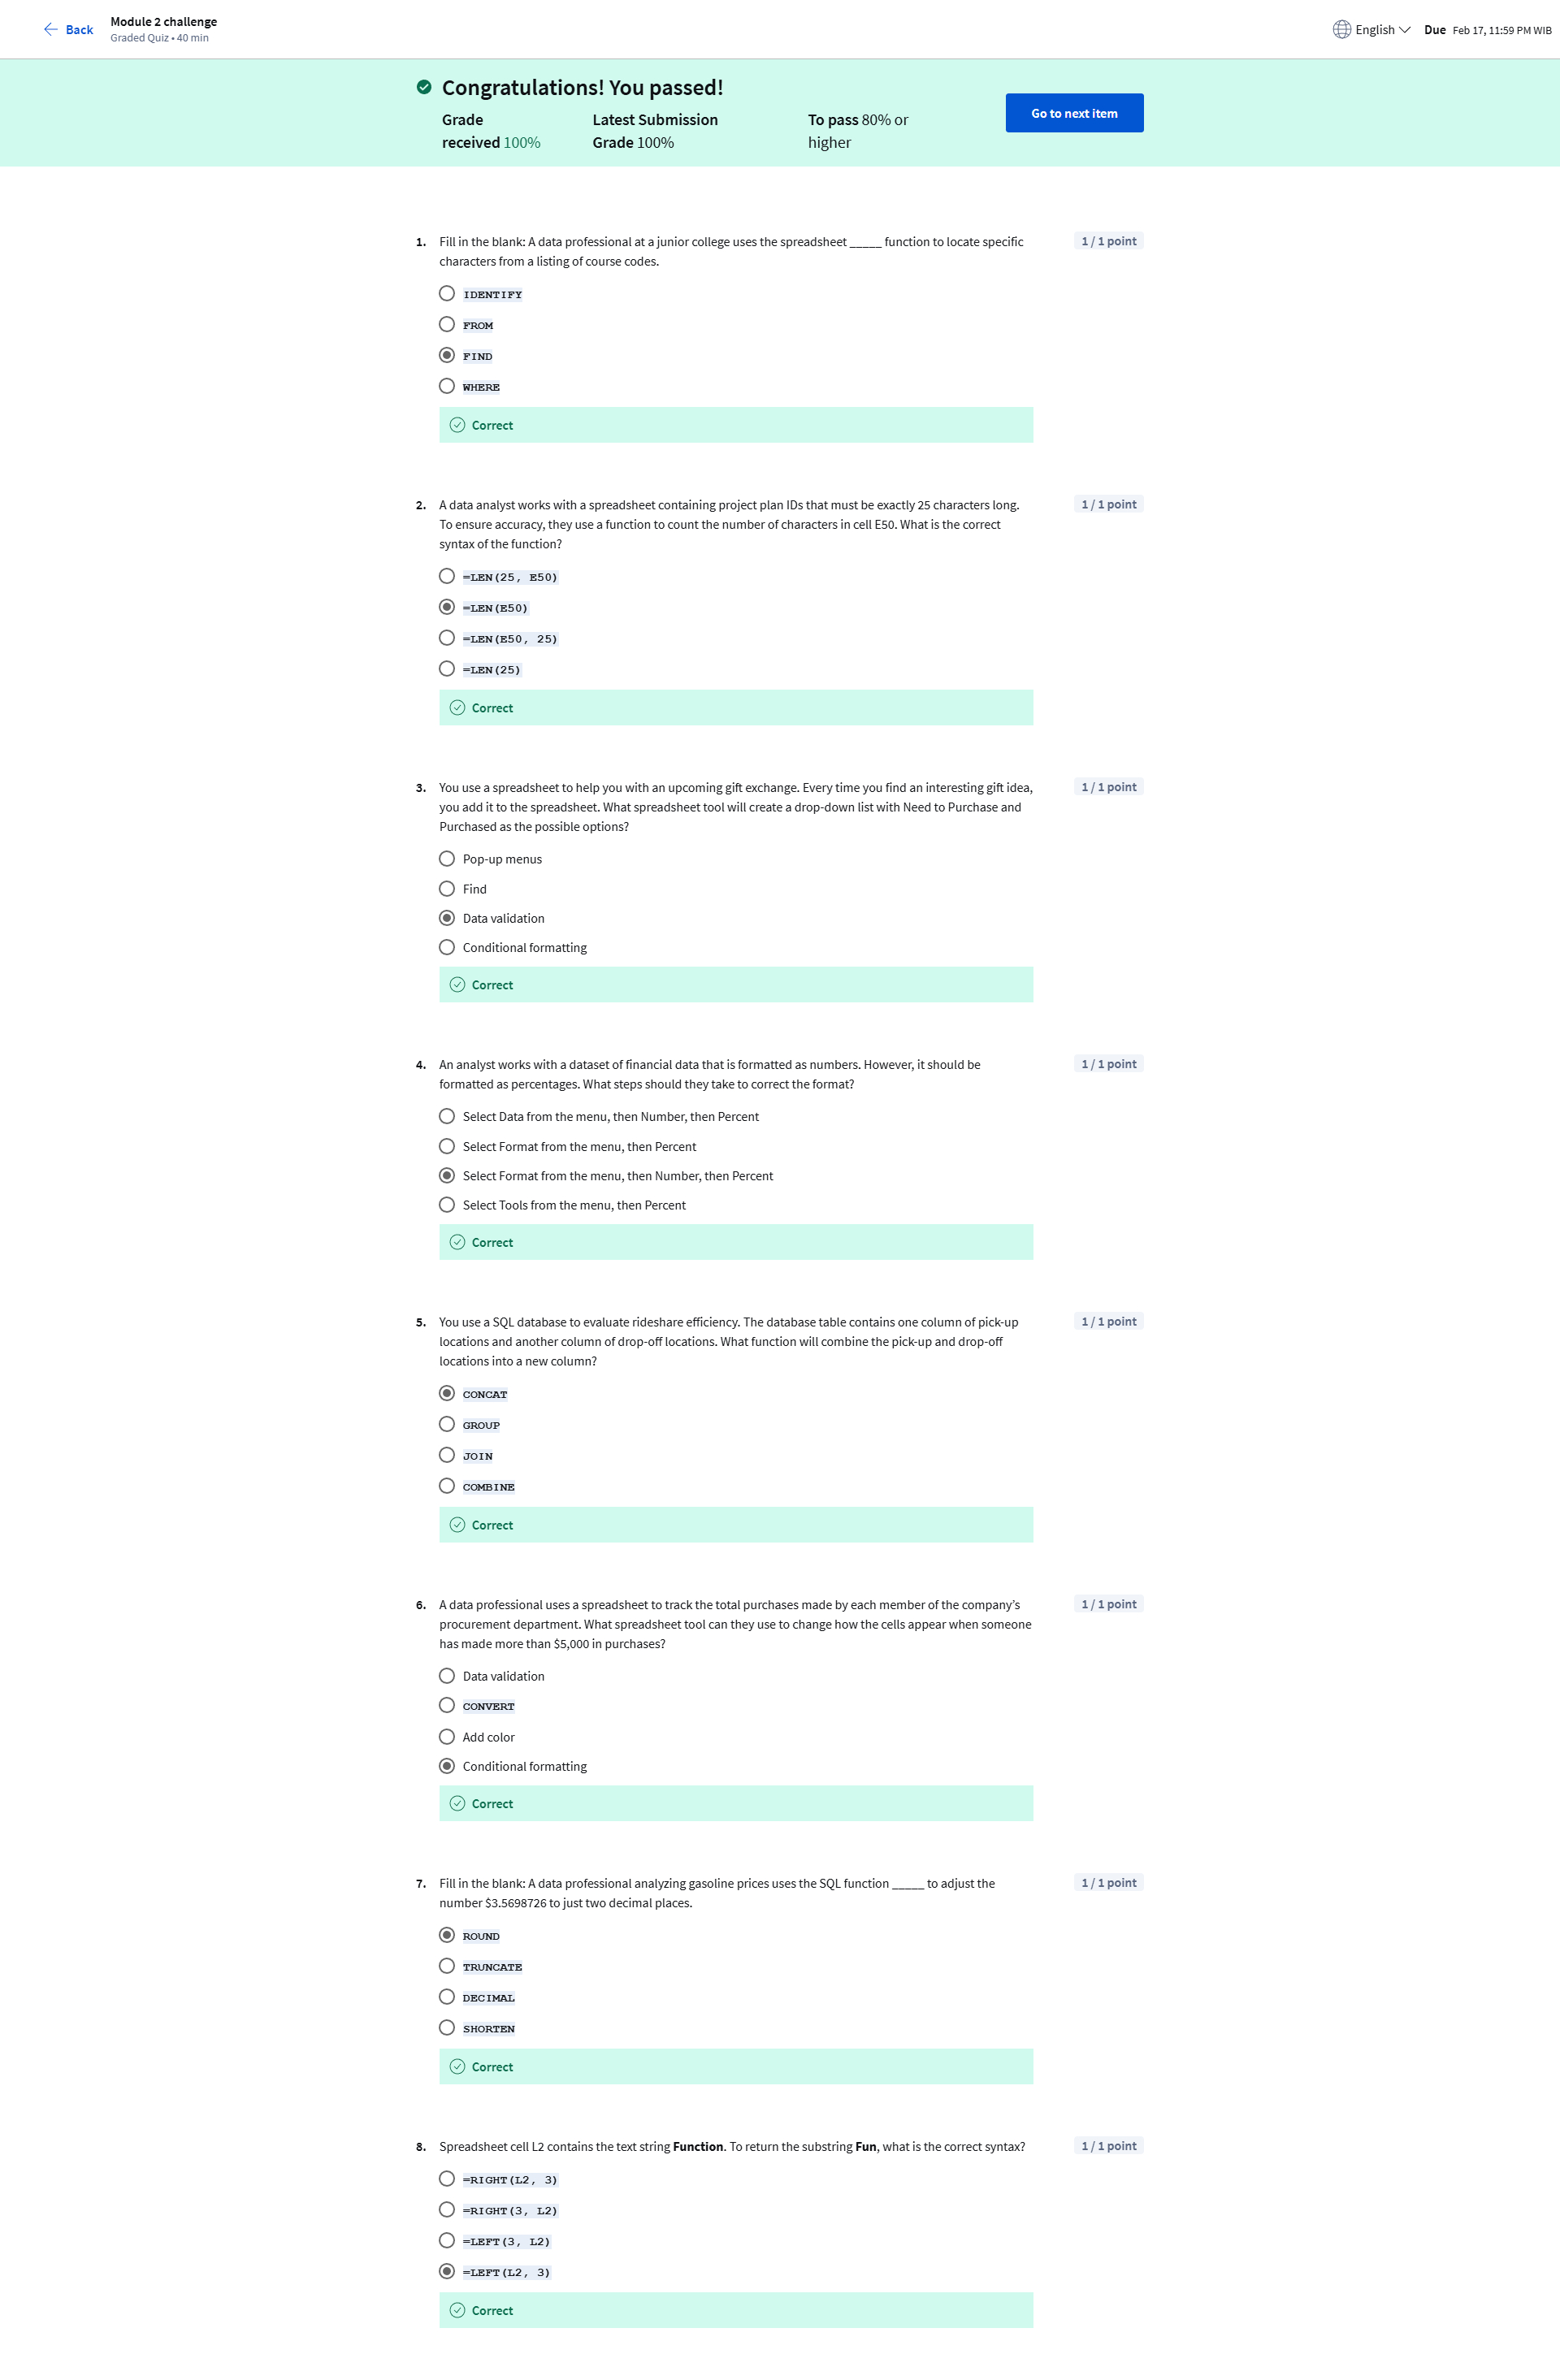 Back
Module 2 challenge
Graded Quiz • 40 min
English
Due Feb 17, 11:59 PM WIB
Congratulations! You passed!
Grade
received 100%
Latest Submission
Grade 100%
To pass 80% or
higher
Go to next item
1. Fill in the blank: A data professional at a junior college uses the spreadsheet _____ function to locate specific
characters from a listing of course codes.
1 / 1 point
IDENTIFY
FROM
FIND
WHERE
Correct
2. A data analyst works with a spreadsheet containing project plan IDs that must be exactly 25 characters long.
To ensure accuracy, they use a function to count the number of characters in cell E50. What is the correct
syntax of the function?
1 / 1 point
=LEN(25, E50)
=LEN(E50)
=LEN(E50, 25)
=LEN(25)
Correct
3. You use a spreadsheet to help you with an upcoming gift exchange. Every time you find an interesting gift idea,
you add it to the spreadsheet. What spreadsheet tool will create a drop-down list with Need to Purchase and
Purchased as the possible options?
1 / 1 point
Pop-up menus
Find
Data validation
Conditional formatting
Correct
4. An analyst works with a dataset of financial data that is formatted as numbers. However, it should be
formatted as percentages. What steps should they take to correct the format?
1 / 1 point
Select Data from the menu, then Number, then Percent
Select Format from the menu, then Percent
Select Format from the menu, then Number, then Percent
Select Tools from the menu, then Percent
Correct
5. You use a SQL database to evaluate rideshare efficiency. The database table contains one column of pick-up
locations and another column of drop-off locations. What function will combine the pick-up and drop-off
locations into a new column?
1 / 1 point
CONCAT
GROUP
JOIN
COMBINE
Correct
6. A data professional uses a spreadsheet to track the total purchases made by each member of the company’s
procurement department. What spreadsheet tool can they use to change how the cells appear when someone
has made more than $5,000 in purchases?
1 / 1 point
Data validation
CONVERT
Add color
Conditional formatting
Correct
7. Fill in the blank: A data professional analyzing gasoline prices uses the SQL function _____ to adjust the
number $3.5698726 to just two decimal places.
1 / 1 point
ROUND
TRUNCATE
DECIMAL
SHORTEN
Correct
8. Spreadsheet cell L2 contains the text string Function. To return the substring Fun, what is the correct syntax?
1 / 1 point
=RIGHT(L2, 3)
=RIGHT(3, L2)
=LEFT(3, L2)
=LEFT(L2, 3)
Correct